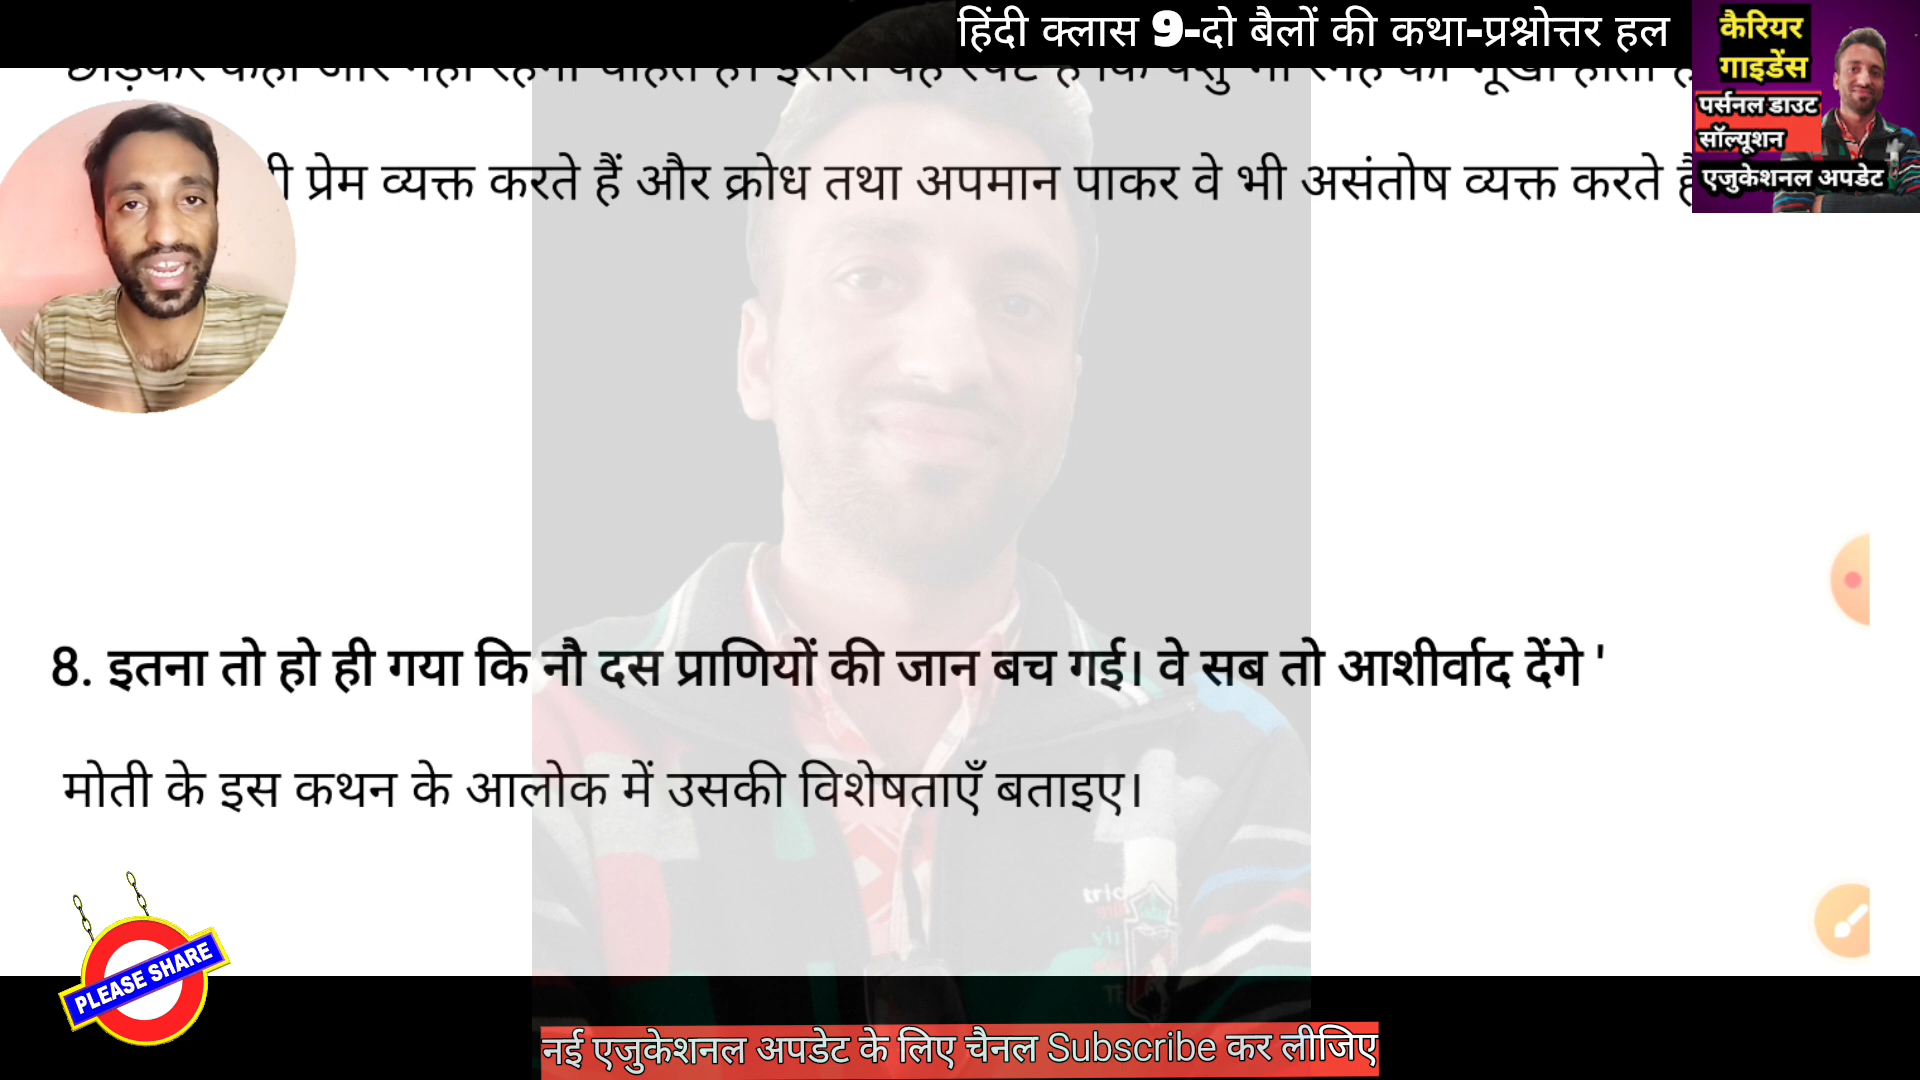 हिंदी क्लास 9-दो बैलों की कथा-प्रश्नोत्तर हल
कैरियर
गाइडेंस
पर्सनल डाउट
सॉल्यूशन
एजुकेशनल अपडेट
प्रेम व्यक्त करते हैं और क्रोध तथा अपमान पाकर वे भी असंतोष व्यक्त करते
8. इतना तो हो ही गया कि नौ दस प्राणियों की जान बच गई। वे सब तो आशीर्वाद देंगे '
मोती के इस कथन के आलोक में उसकी विशेषताएँ बताइए।
PLEASE SHARE
नई एजुकेशनल अपडेट के लिए चैनल Subscribe कर लीजिए